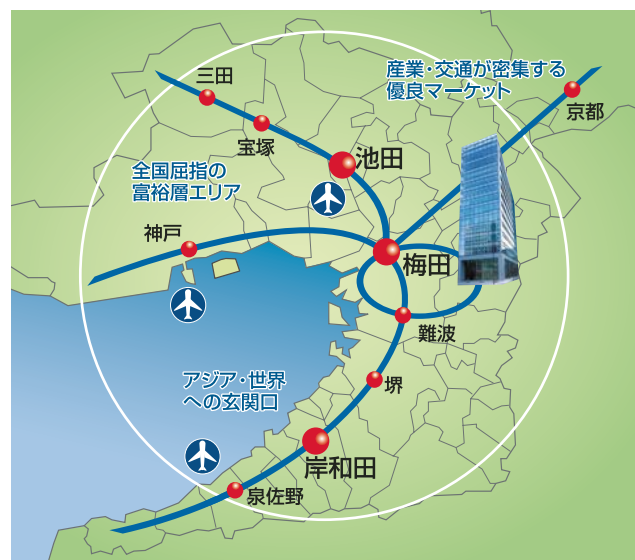 産業・交通が密集する
優良マーケット
三田
京都
宝塚
池田
全国屈指の
富裕層エリア
神戸
梅田
難波
アジア・世界
への玄関口
堺
岸和田
泉佐野